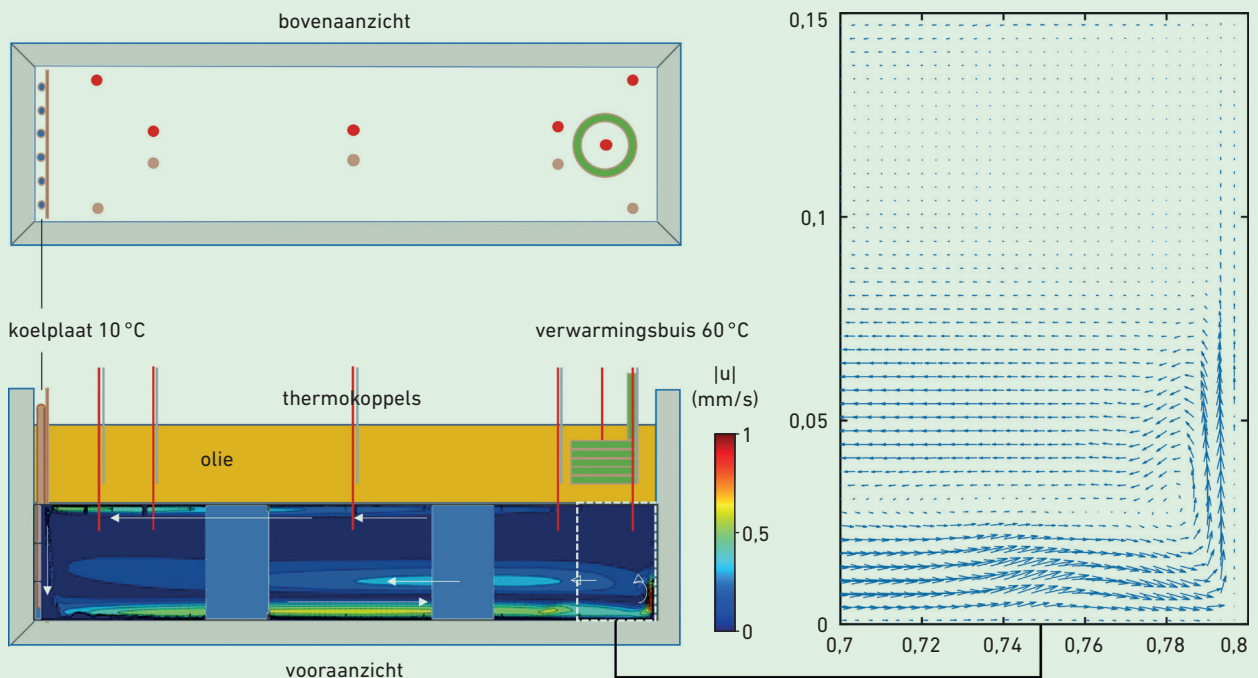 bovenaanzicht
koelplaat 10 °C
verwarmingsbuis 60 °C
thermokoppels
|u|
(mm/s)
1
0,5
0
olie
vooraanzicht
0,15
0,1
0,05
0
0,7 0,72 0,74 0,76 0,78 0,8